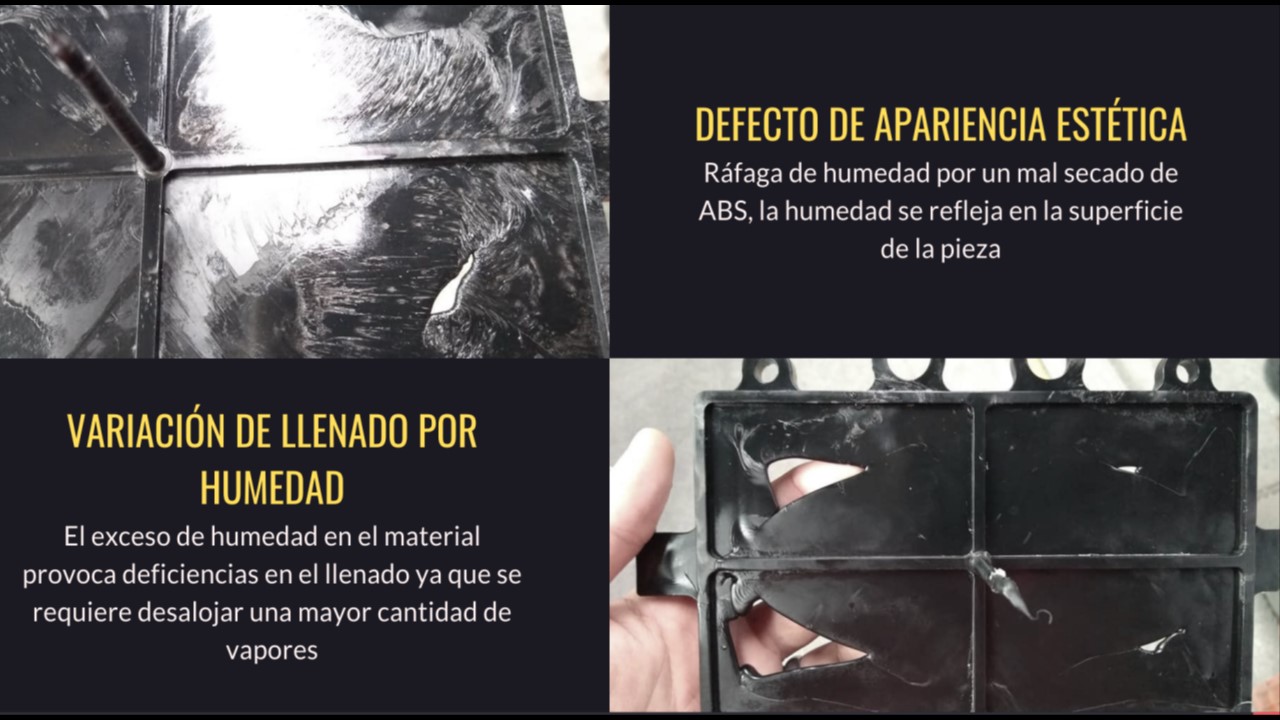 DEFECTO DE APARIENCIA ESTÉTICA
Ráfaga de humedad por un mal secado de
ABS, la humedad se refleja en la superficie
de la pieza
VARIACIÓN DE LLENADO POR
HUMEDAD
El exceso de humedad en el material
provoca deficiencias en el llenado ya que se
requiere desalojar una mayor cantidad de
vapores